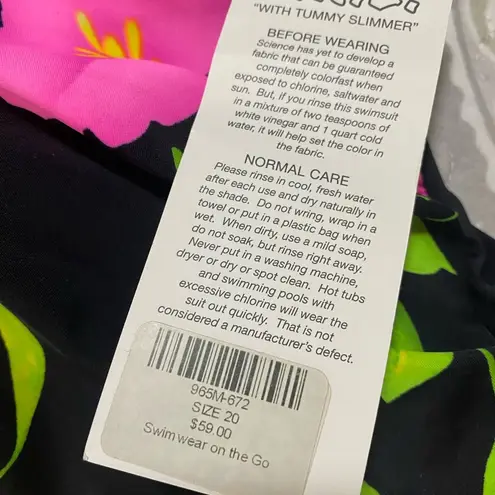 "WITH TUMMY SLIMMER"
BEFORE WEARING
Science has yet to develop a
fabric that can be guaranteed
completely colorfast when
exposed to chlorine, saltwater and
sun. But, if you rinse this swimsuit
in a mixture of two teaspoons of
white vinegar and 1 quart cold
water, it will help set the color in
the fabric.
NORMAL CARE
Please rinse in cool, fresh water
after each use and dry naturally in
the shade. Do not wring, wrap in a
towel or put in a plastic bag when
wet. When dirty, use a mild soap,
do not soak, but rinse right away.
Never put in a washing machine,
dryer or dry or spot clean. Hot tubs
and swimming pools with
excessive chlorine will wear the
suit out quickly. That is not
considered a manufacturer's defect.
965M-672
SIZE 20
$59.00
Swimwear on the Go